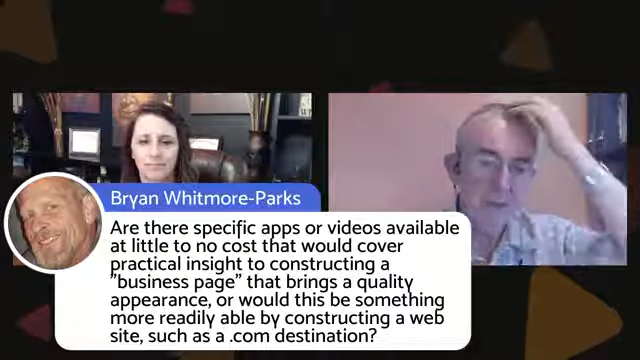 Bryan Whitmore-Parks
Are there specific apps or videos available
at little to no cost that would cover
practical insight to constructing a
"business page" that brings a quality
appearance, or would this be something
more readily able by constructing a web
site, such as a .com destination?